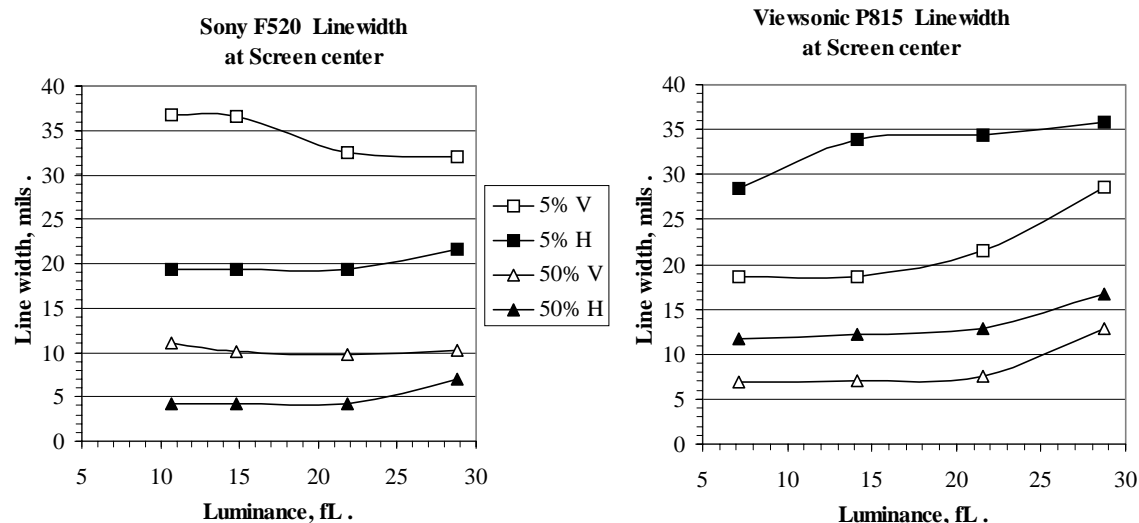 Sony F520 Linewidth
at Screen center
40
35
30
25
20
15
10
5
0
5 10 15 20 25 30
Line width, mils .
Luminance, fL .
5% V
5% H
50% V
50% H
Viewsonic P815 Linewidth
at Screen center
40
35
30
25
20
15
10
5
0
5 10 15 20 25 30
Line width, mils .
Luminance, fL .